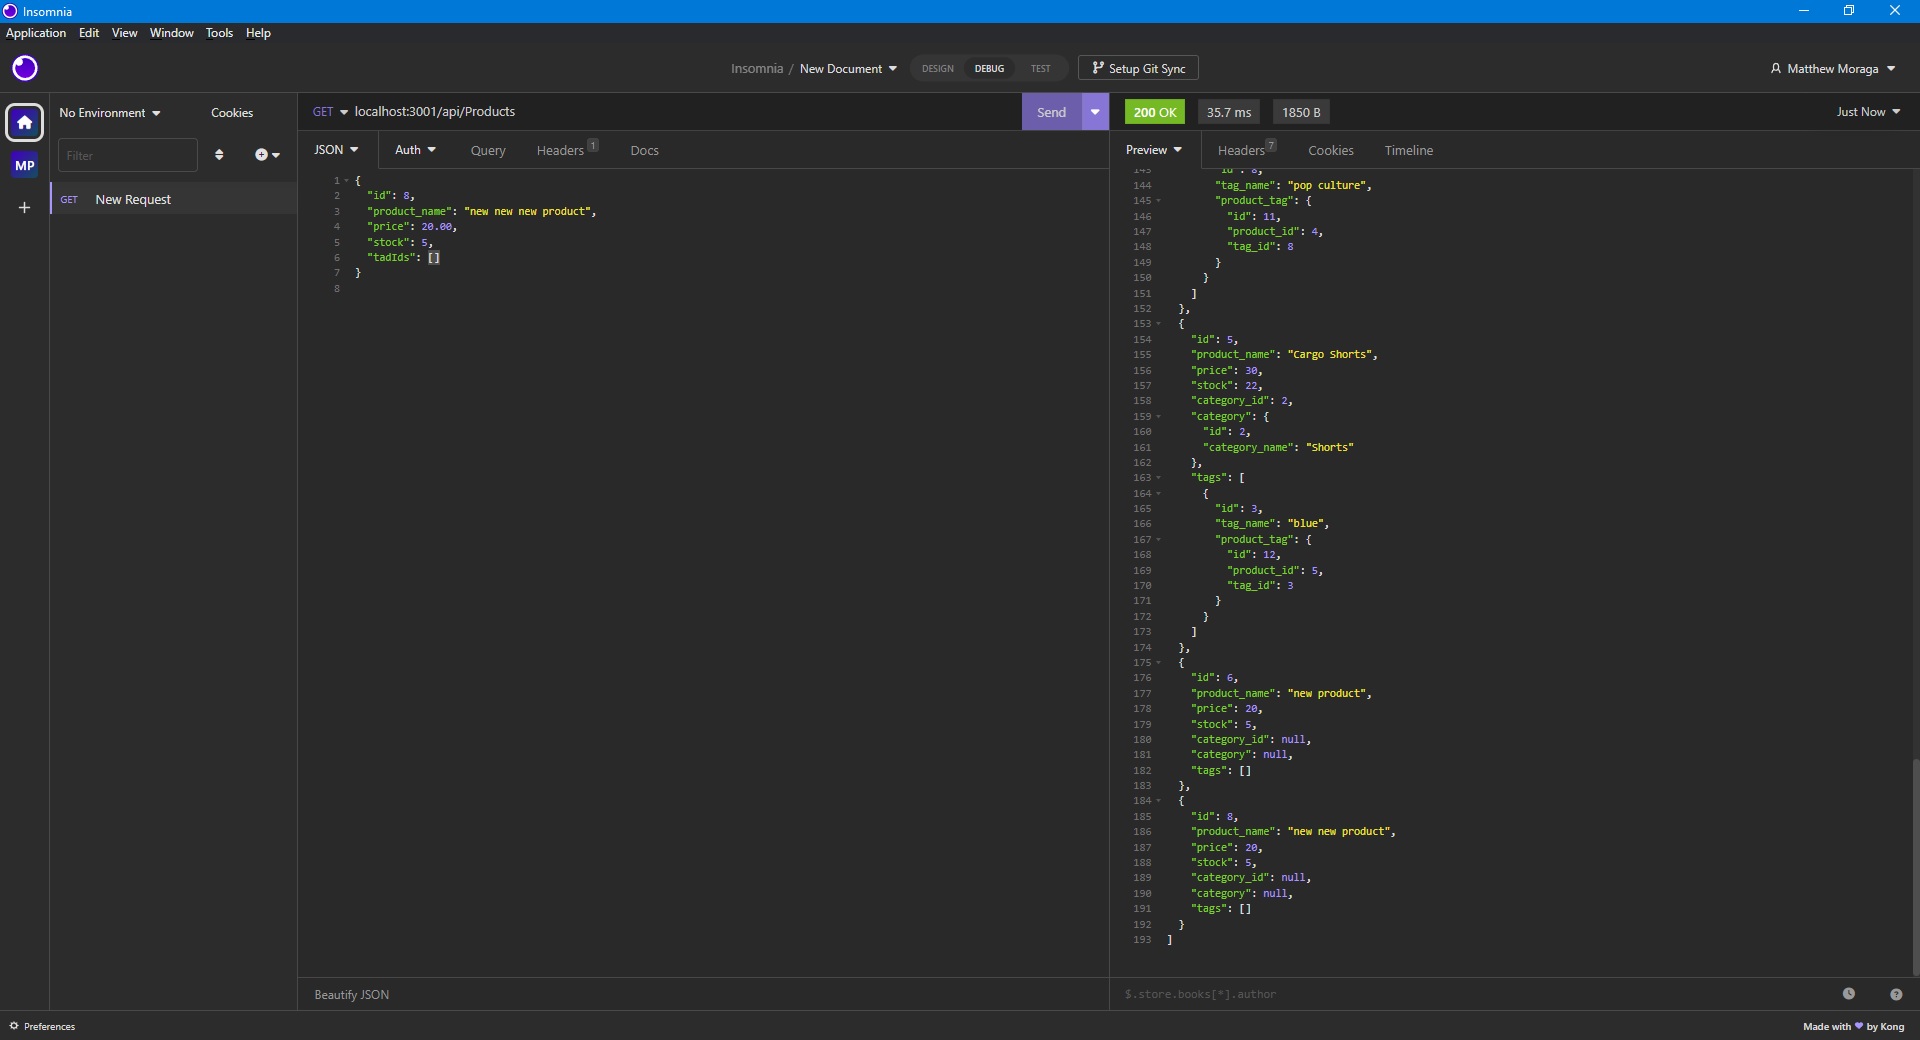 Insomnia
Application Edit View Window Tools Help
Insomnia / New Document DESIGN DEBUG TEST Setup Git Sync Matthew Moraga
No Environment Cookies
GET localhost:3001/api/Products Send
200 OK 35.7 ms 1850 B Just Now
Filter
MP
GET New Request
JSON Auth Query Headers 1 Docs
1 {
2 "id": 8,
3 "product_name": "new new new product",
4 "price": 20.00,
5 "stock": 5,
6 "tadIds": []
7 }
8
Preview Headers 7 Cookies Timeline
143 "id": 8,
144 "tag_name": "pop culture",
145 "product_tag": {
146 "id": 11,
147 "product_id": 4,
148 "tag_id": 8
149 }
150 }
151 ]
152 },
153 {
154 "id": 5,
155 "product_name": "Cargo Shorts",
156 "price": 30,
157 "stock": 22,
158 "category_id": 2,
159 "category": {
160 "id": 2,
161 "category_name": "Shorts"
162 },
163 "tags": [
164 {
165 "id": 3,
166 "tag_name": "blue",
167 "product_tag": {
168 "id": 12,
169 "product_id": 5,
170 "tag_id": 3
171 }
172 }
173 ]
174 },
175 {
176 "id": 6,
177 "product_name": "new product",
178 "price": 20,
179 "stock": 5,
180 "category_id": null,
181 "category": null,
182 "tags": []
183 },
184 {
185 "id": 8,
186 "product_name": "new new product",
187 "price": 20,
188 "stock": 5,
189 "category_id": null,
190 "category": null,
191 "tags": []
192 }
193 ]
Beautify JSON
$.store.books[*].author
Preferences
Made with ♥ by Kong